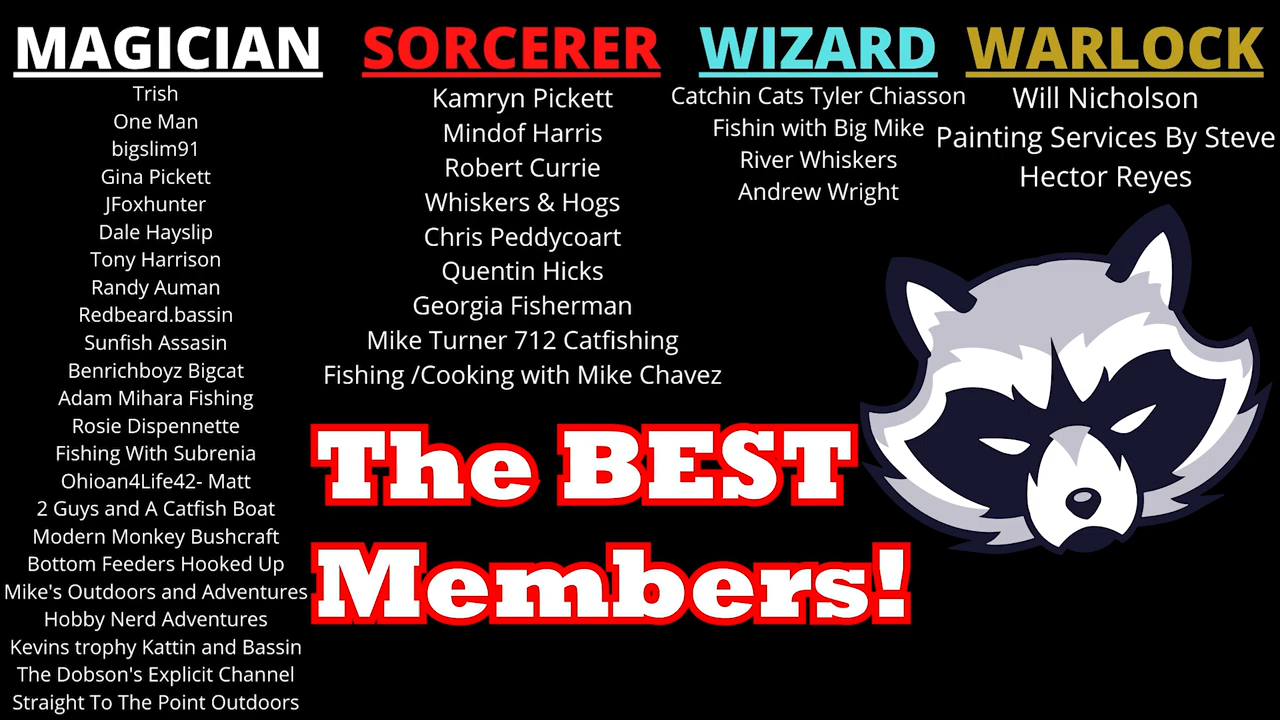 MAGICIAN
Trish
One Man
bigslim91
Gina Pickett
JFoxhunter
Dale Hayslip
Tony Harrison
Randy Auman
Redbeard.bassin
Sunfish Assasin
Benrichboyz Bigcat
Adam Mihara Fishing
Rosie Dispennette
Fishing With Subrenia
Ohioan4Life42- Matt
2 Guys and A Catfish Boat
Modern Monkey Bushcraft
Bottom Feeders Hooked Up
Mike's Outdoors and Adventures
Hobby Nerd Adventures
Kevins trophy Kattin and Bassin
The Dobson's Explicit Channel
Straight To The Point Outdoors
SORCERER
Kamryn Pickett
Mindof Harris
Robert Currie
Whiskers & Hogs
Chris Peddycoart
Quentin Hicks
Georgia Fisherman
Mike Turner 712 Catfishing
Fishing /Cooking with Mike Chavez
WIZARD
Catchin Cats Tyler Chiasson
Fishin with Big Mike
River Whiskers
Andrew Wright
WARLOCK
Will Nicholson
Painting Services By Steve
Hector Reyes
The BEST
Members!